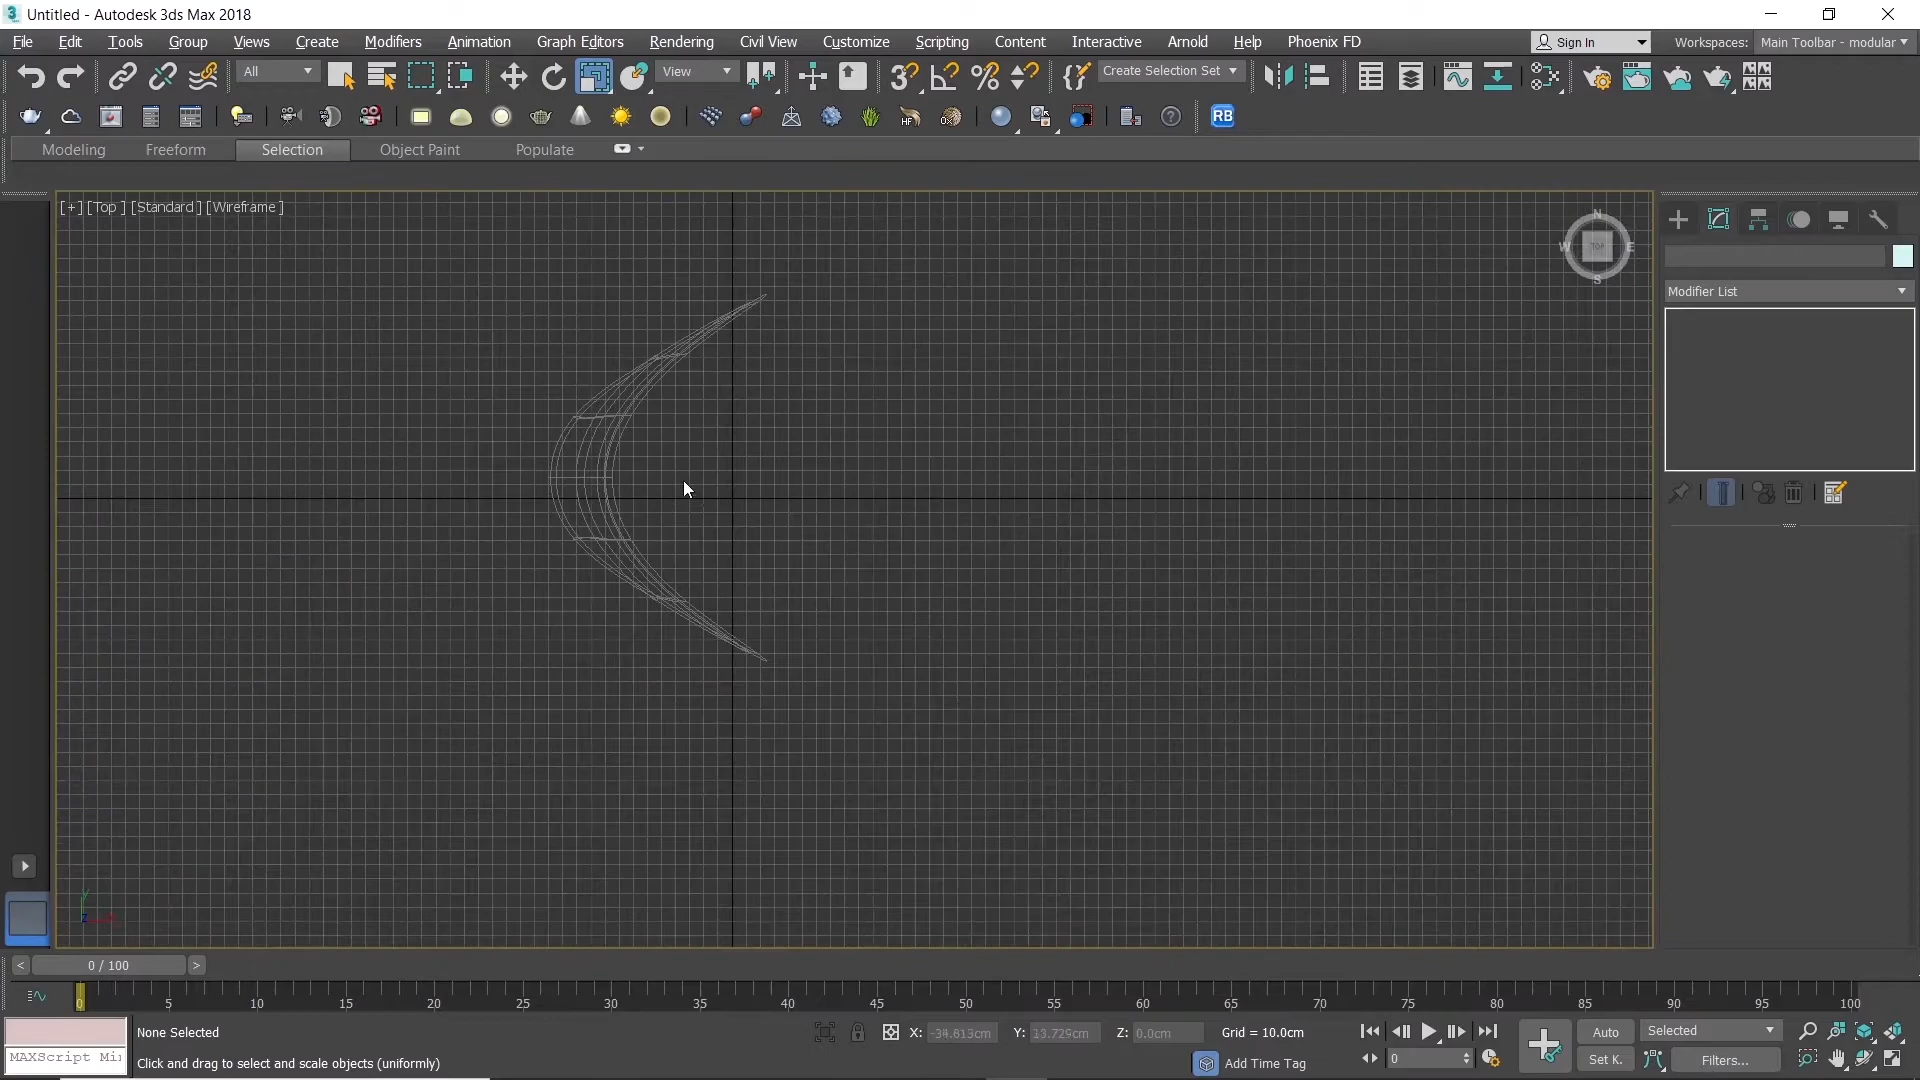 3 Untitled - Autodesk 3ds Max 2018
File Edit Tools Group Views Create Modifiers Animation Graph Editors Rendering Civil View Customize Scripting Content Interactive Arnold Help Phoenix FD Sign In Workspaces: Main Toolbar - modular
All View 3 Create Selection Set
HF OX RB
Modeling Freeform Selection Object Paint Populate
[+] [Top ] [Standard ] [Wireframe ]
N
W TOP E
S
Modifier List
y
z
< 0 / 100 >
0 5 10 15 20 25 30 35 40 45 50 55 60 65 70 75 80 85 90 95 100
None Selected X: -34.813cm Y: 13.729cm Z: 0.0cm Grid = 10.0cm Auto Selected
MAXScript Mi Click and drag to select and scale objects (uniformly) Add Time Tag 0 Set K. Filters...